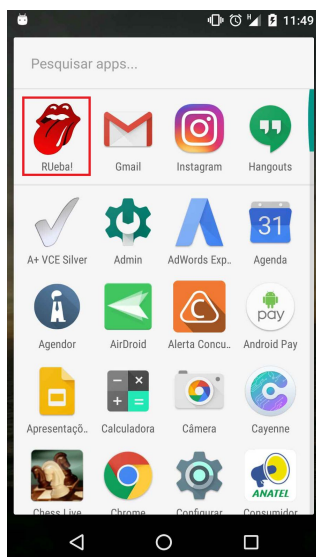 11:49
Pesquisar apps...
RUeba!
Gmail
Instagram
Hangouts
A+ VCE Silver
Admin
AdWords Exp..
31
Agenda
Agendor
AirDroid
Alerta Concu..
pay
Android Pay
Apresentaçõ..
Calculadora
Câmera
Cayenne
ANATEL
Chess Live
Chrome
Configurar
Consumidor